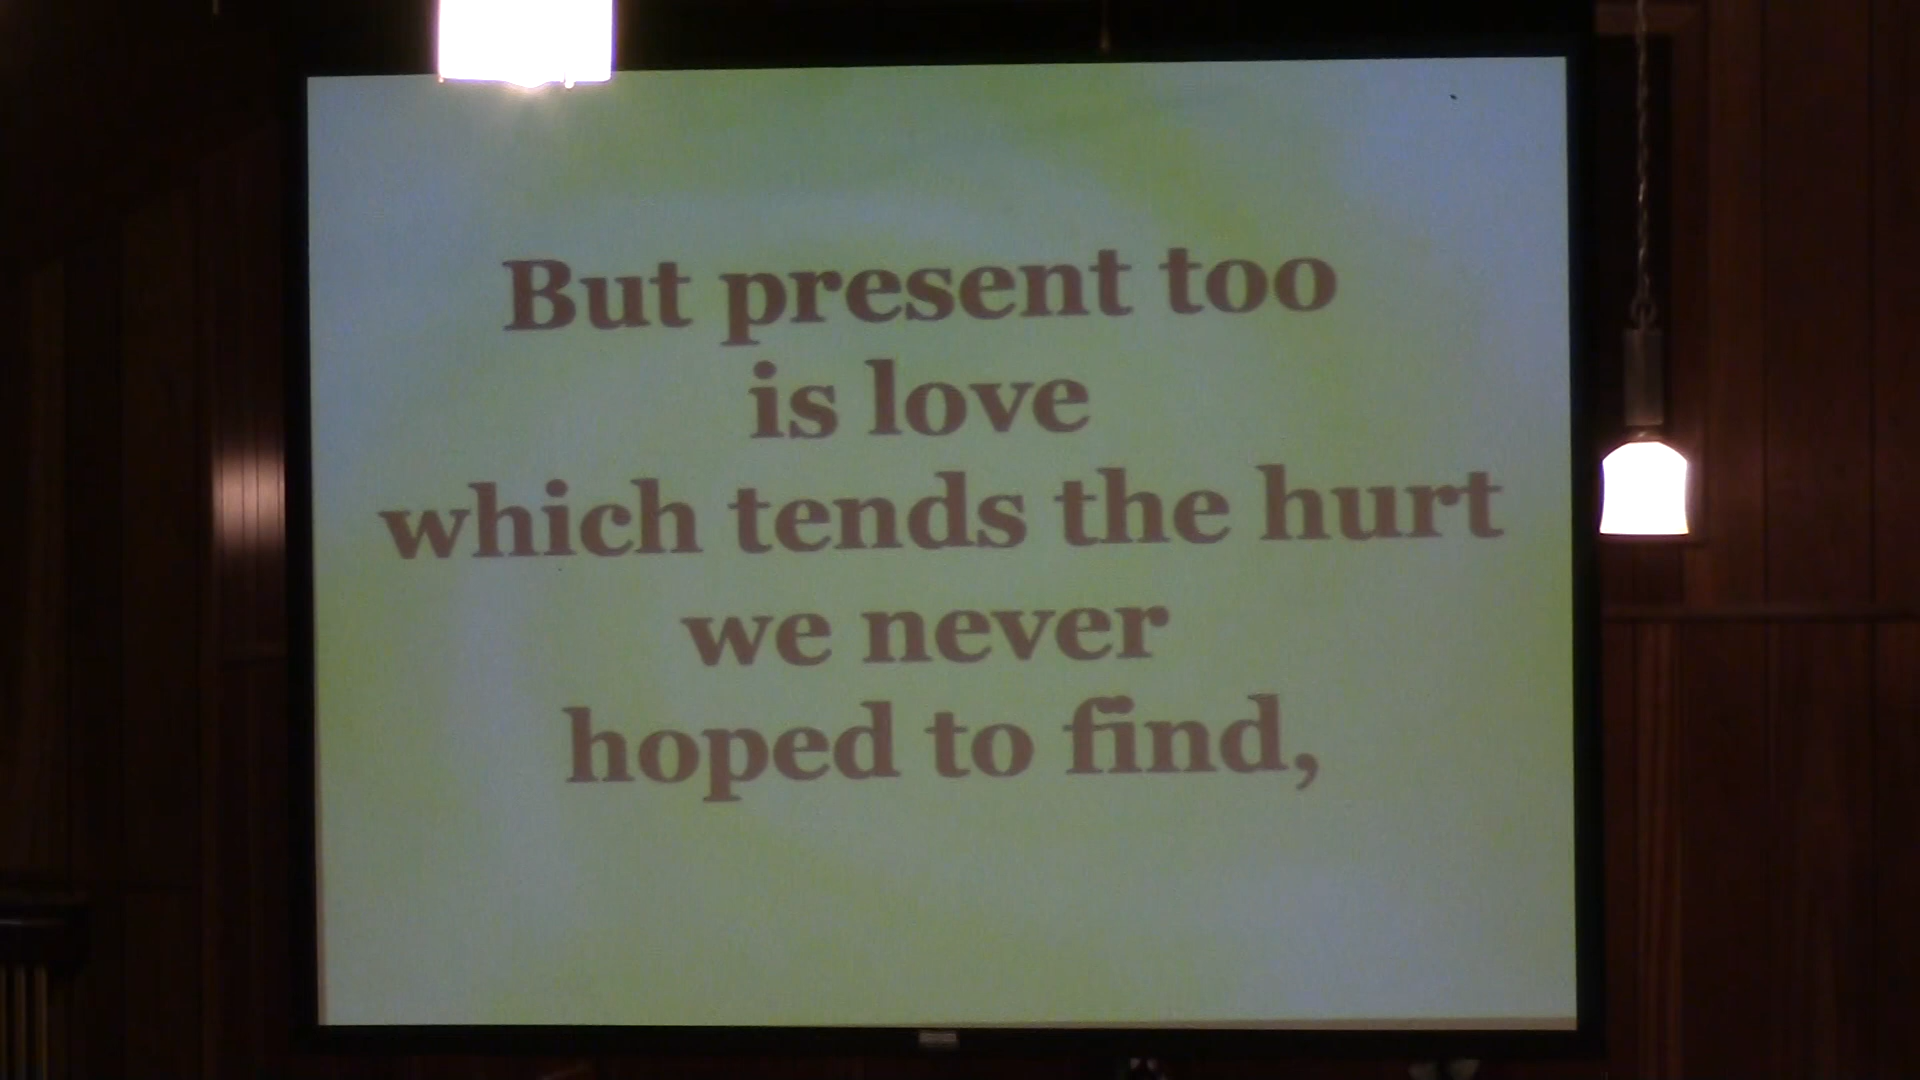 But present too
is love
which tends the hurt
we never
hoped to find,